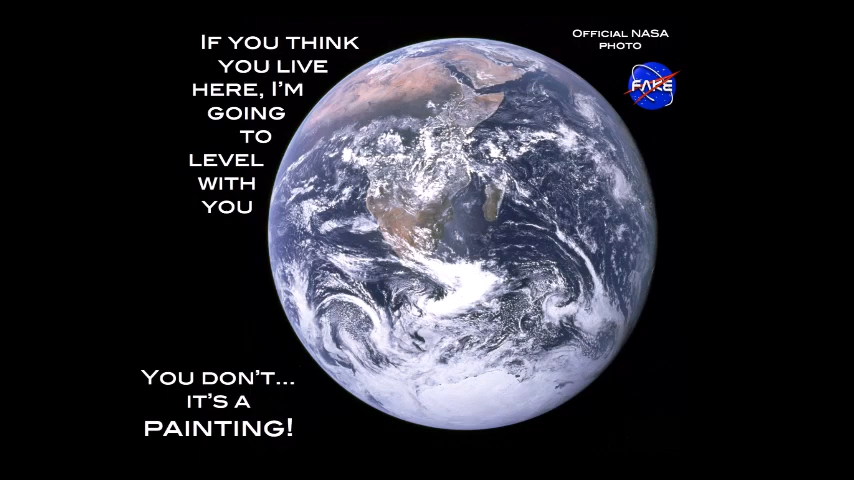 If you think
you live
here, I'm
going
to
level
with
you
Official NASA
photo
FAKE
You don't...
it's a
painting!